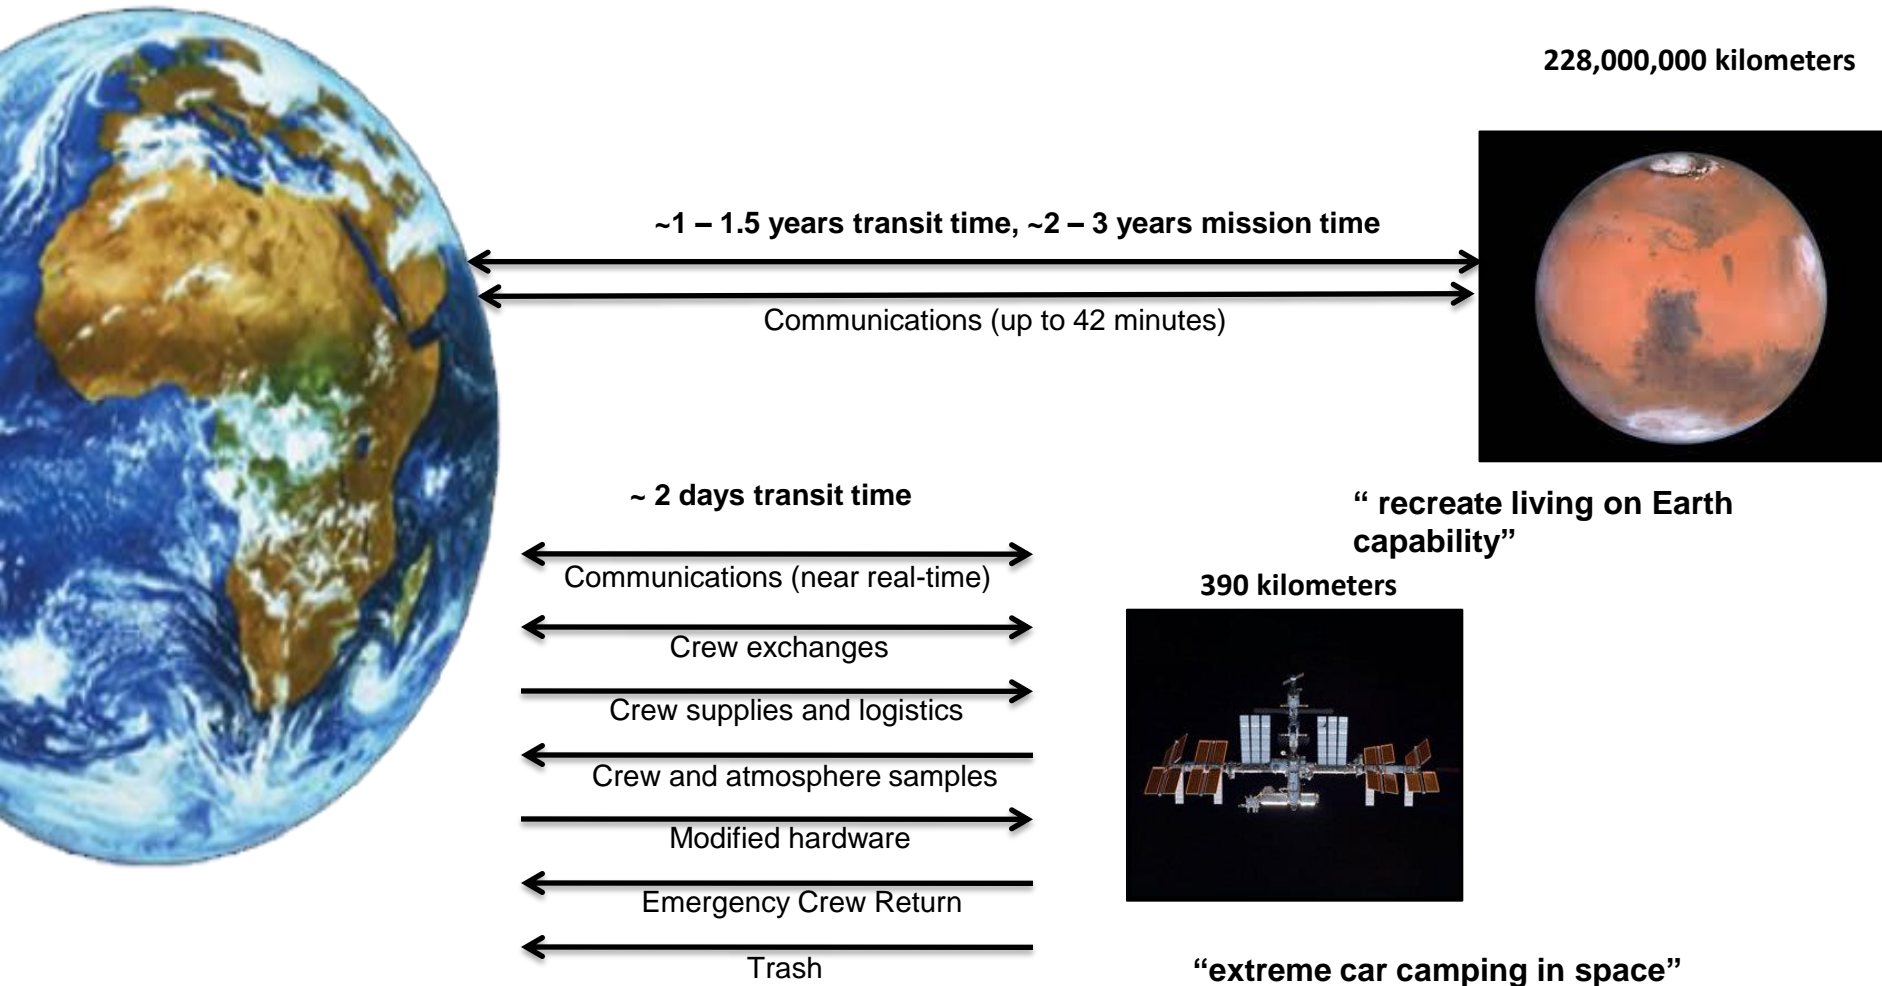 228,000,000 kilometers
~1 – 1.5 years transit time, ~2 – 3 years mission time
Communications (up to 42 minutes)
~ 2 days transit time
“ recreate living on Earth
capability”
Communications (near real-time)
390 kilometers
Crew exchanges
Crew supplies and logistics
Crew and atmosphere samples
Modified hardware
Emergency Crew Return
Trash
“extreme car camping in space”